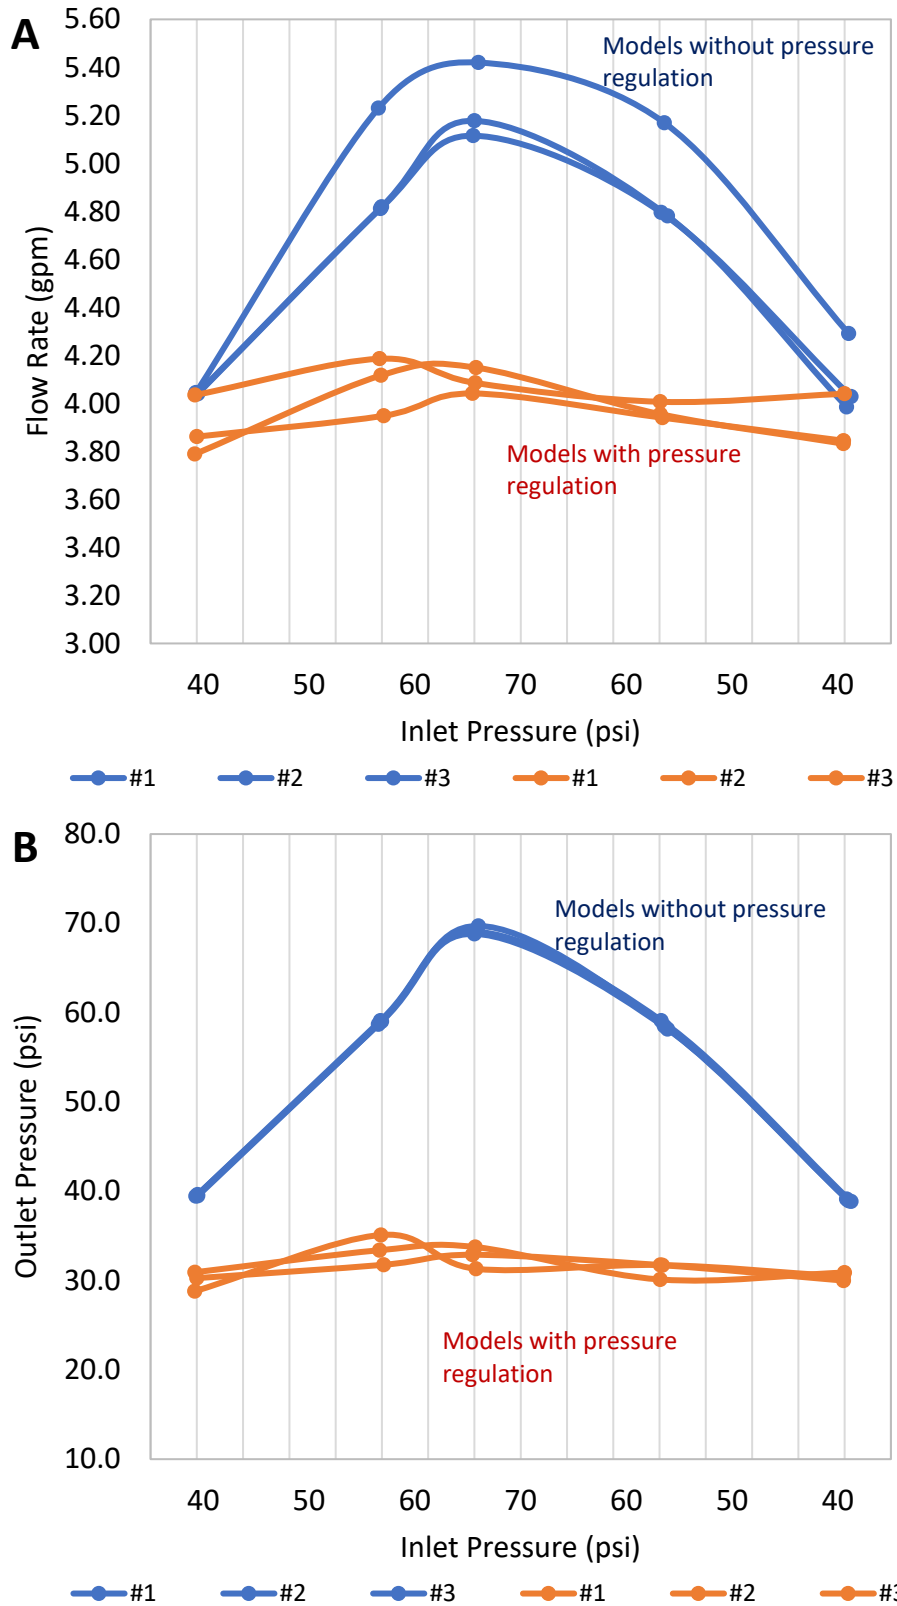 A
5.60
5.40
5.20
5.00
4.80
4.60
4.40
4.20
4.00
3.80
3.60
3.40
3.20
3.00
Flow Rate (gpm)
Models without pressure
regulation
Models with pressure
regulation
40 50 60 70 60 50 40
Inlet Pressure (psi)
#1 #2 #3 #1 #2 #3
B
80.0
70.0
60.0
50.0
40.0
30.0
20.0
10.0
Outlet Pressure (psi)
Models without pressure
regulation
Models with pressure
regulation
40 50 60 70 60 50 40
Inlet Pressure (psi)
#1 #2 #3 #1 #2 #3